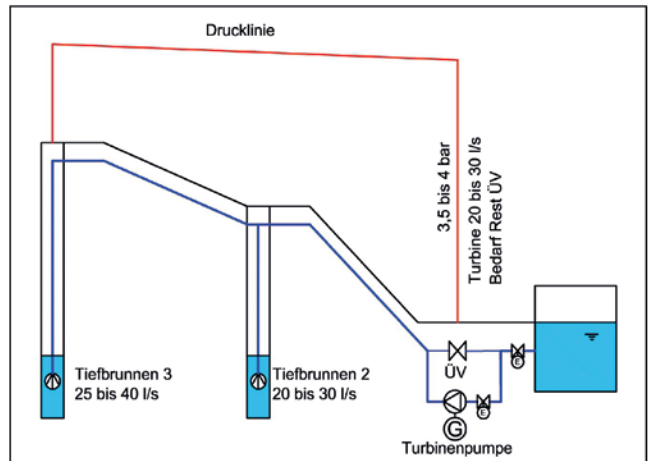 Drucklinie
3,5 bis 4 bar
Turbine 20 bis 30 l/s
Bedarf Rest ÜV
Tiefbrunnen 3
25 bis 40 l/s
Tiefbrunnen 2
20 bis 30 l/s
ÜV
E
E
G
Turbinenpumpe